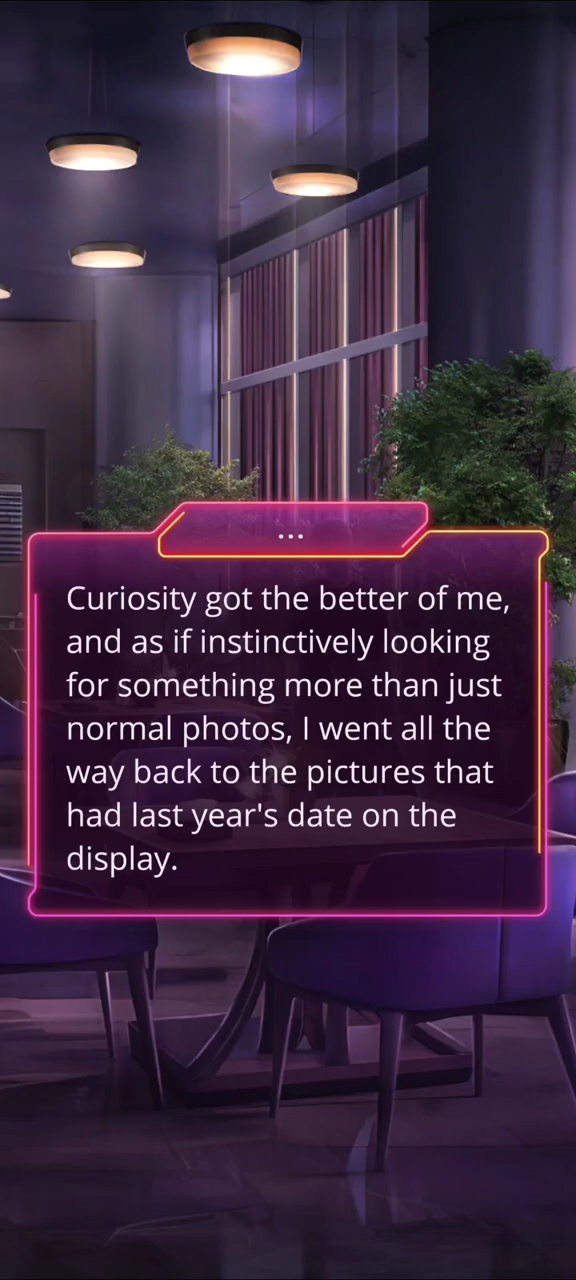 ...
Curiosity got the better of me,
and as if instinctively looking
for something more than just
normal photos, I went all the
way back to the pictures that
had last year's date on the
display.